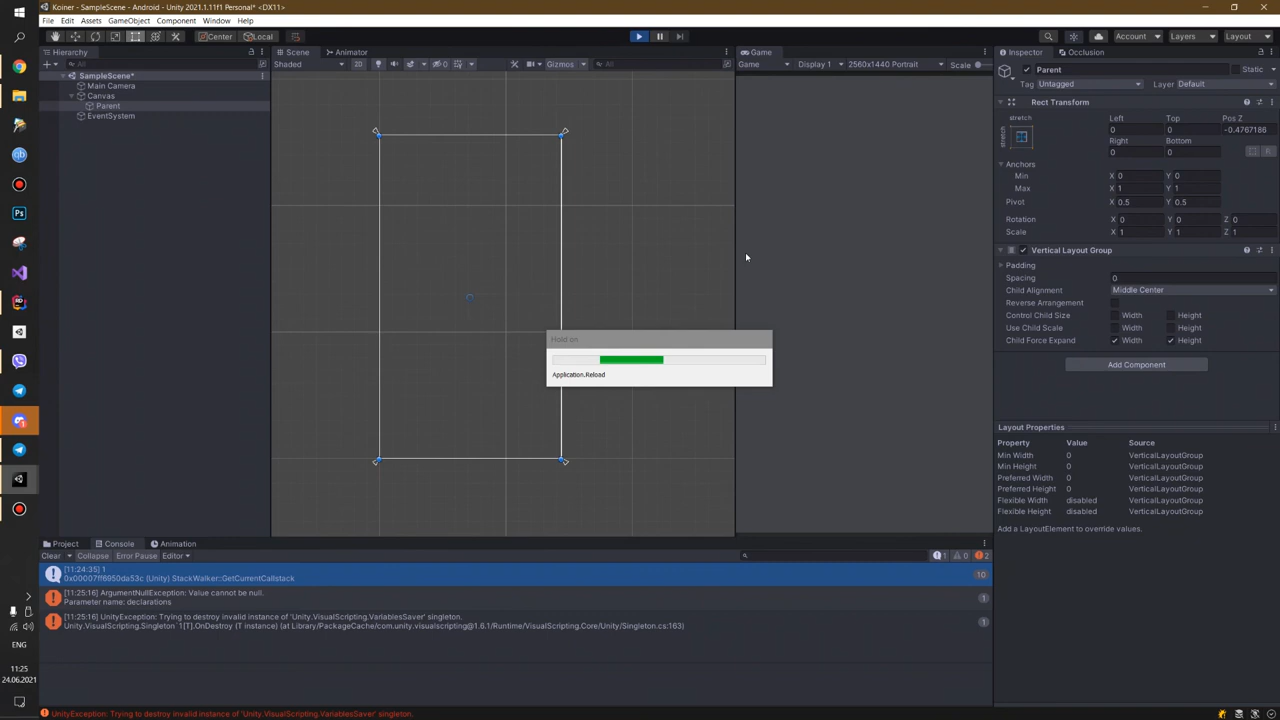 Koiner - SampleScene - Android - Unity 2021.1.11f1 Personal* <DX11>
File Edit Assets GameObject Component Window Help
Center Local Account Layers Layout
Hierarchy Scene Animator Game Inspector Occlusion
All Shaded 2D 0 Gizmos All Game Display 1 2560x1440 Portrait Scale
SampleScene*
Main Camera
Canvas
Parent
EventSystem
Parent Static
Tag Untagged Layer Default
Rect Transform
stretch Left Top Pos Z
stretch 0 0 -0.4767186
Right Bottom
0 0 R
Anchors
Min X 0 Y 0
Max X 1 Y 1
Pivot X 0.5 Y 0.5
Rotation X 0 Y 0 Z 0
Scale X 1 Y 1 Z 1
Vertical Layout Group
Padding
Spacing 0
Child Alignment Middle Center
Reverse Arrangement
Control Child Size Width Height
Use Child Scale Width Height
Child Force Expand Width Height
Add Component
Hold on
Application.Reload
Layout Properties
Property Value Source
Min Width 0 VerticalLayoutGroup
Min Height 0 VerticalLayoutGroup
Preferred Width 0 VerticalLayoutGroup
Preferred Height 0 VerticalLayoutGroup
Flexible Width disabled VerticalLayoutGroup
Flexible Height disabled VerticalLayoutGroup
Add a LayoutElement to override values.
Project Console Animation
Clear Collapse Error Pause Editor 1 0 2
[11:24:35] 1
0x00007ff6950da53c (Unity) StackWalker::GetCurrentCallstack 10
[11:25:16] ArgumentNullException: Value cannot be null.
Parameter name: declarations 1
[11:25:16] UnityException: Trying to destroy invalid instance of 'Unity.VisualScripting.VariablesSaver' singleton.
Unity.VisualScripting.Singleton`1[T].OnDestroy (T instance) (at Library/PackageCache/com.unity.visualscripting@1.6.1/Runtime/VisualScripting.Core/Unity/Singleton.cs:163) 1
UnityException: Trying to destroy invalid instance of 'Unity.VisualScripting.VariablesSaver' singleton.
ENG
11:25
24.06.2021